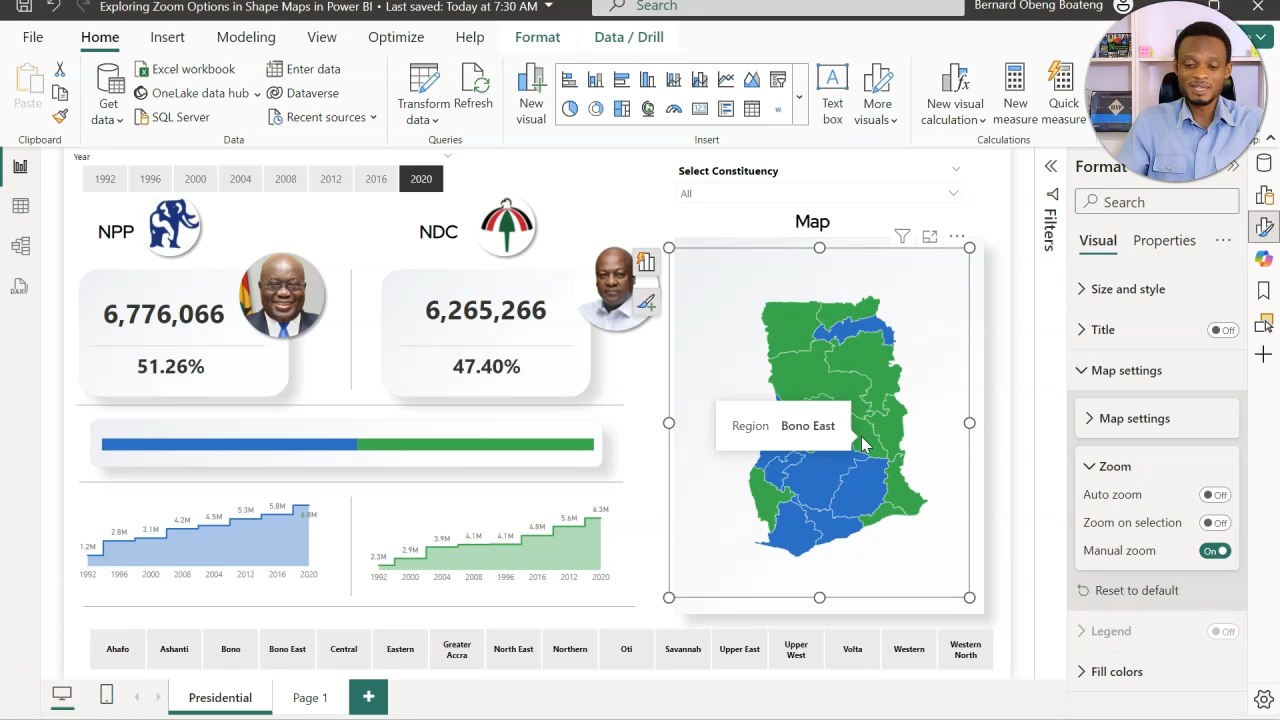 Exploring Zoom Options in Shape Maps in Power BI • Last saved: Today at 7:30 AM
Search
Bernard Obeng Boateng
File
Home
Insert
Modeling
View
Optimize
Help
Format
Data / Drill
Paste
Clipboard
Get data
Excel workbook
OneLake data hub
SQL Server
Enter data
Dataverse
Recent sources
Data
Transform data
Refresh
Queries
New visual
Text box
More visuals
Insert
New visual calculation
New measure
Quick measure
Calculations
Year
1992
1996
2000
2004
2008
2012
2016
2020
Select Constituency
All
NPP
NDC
Map
6,776,066
51.26%
6,265,266
47.40%
Region Bono East
1.2M
2.8M
3.1M
4.2M
4.5M
5.3M
5.8M
6.8M
1992 1996 2000 2008 2004 2012 2016 2020
2.3M
2.9M
3.9M
4.1M
4.1M
4.8M
5.6M
6.3M
1992 2000 2004 2008 1996 2016 2012 2020
Ahafo
Ashanti
Bono
Bono East
Central
Eastern
Greater Accra
North East
Northern
Oti
Savannah
Upper East
Upper West
Volta
Western
Western North
Presidential
Page 1
Filters
Format
Search
Visual
Properties
Size and style
Title
Off
Map settings
Map settings
Zoom
Auto zoom
Off
Zoom on selection
Off
Manual zoom
On
Reset to default
Legend
Off
Fill colors
DAX